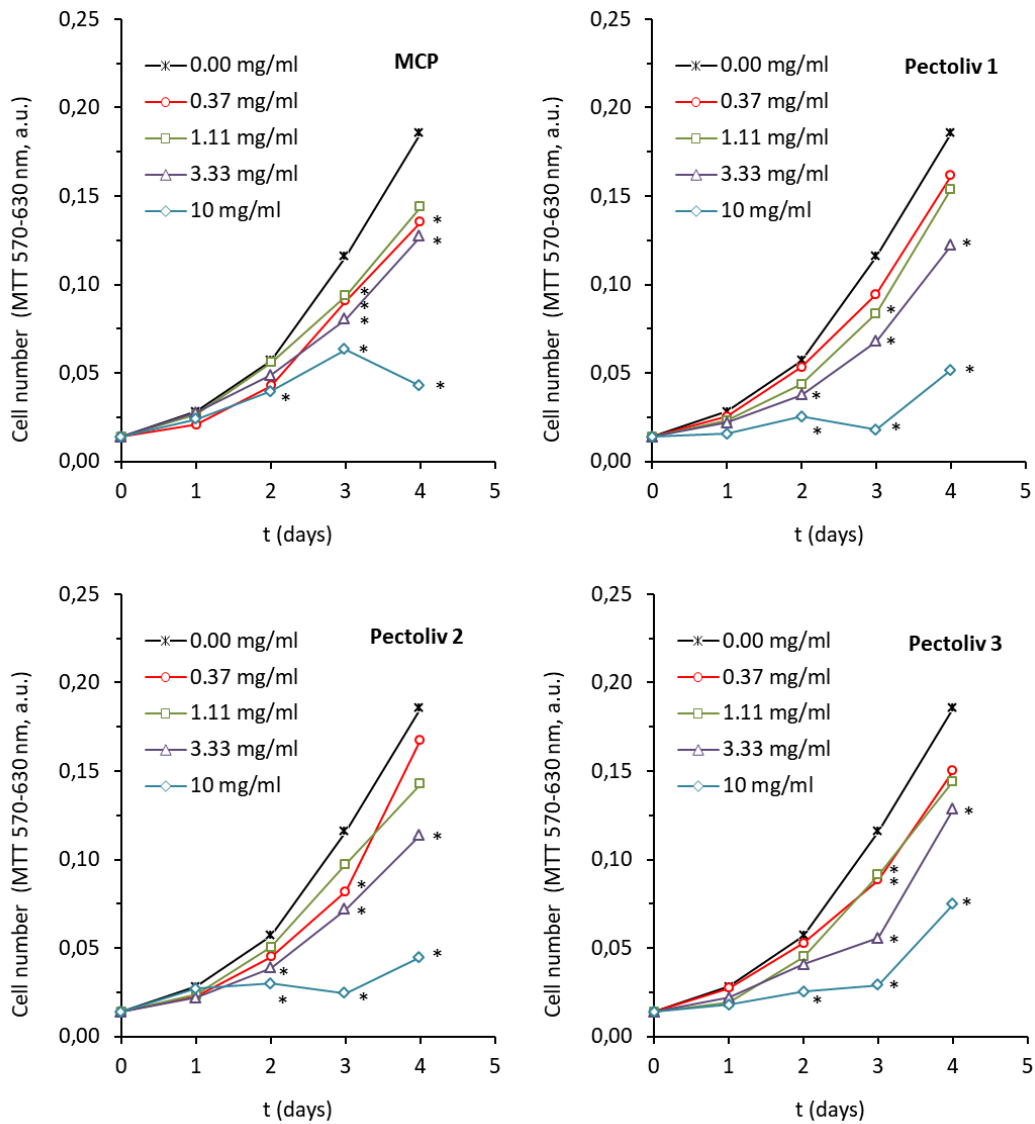 MCP
0.00 mg/ml
0.37 mg/ml
1.11 mg/ml
3.33 mg/ml
10 mg/ml
0,25
0,20
0,15
0,10
0,05
0,00
Cell number (MTT 570-630 nm, a.u.)
* * * * * * * *
0 1 2 3 4 5
t (days)
Pectoliv 1
0.00 mg/ml
0.37 mg/ml
1.11 mg/ml
3.33 mg/ml
10 mg/ml
0,25
0,20
0,15
0,10
0,05
0,00
Cell number (MTT 570-630 nm, a.u.)
* * * * * * *
0 1 2 3 4 5
t (days)
Pectoliv 2
0.00 mg/ml
0.37 mg/ml
1.11 mg/ml
3.33 mg/ml
10 mg/ml
0,25
0,20
0,15
0,10
0,05
0,00
Cell number (MTT 570-630 nm, a.u.)
* * * * * * *
0 1 2 3 4 5
t (days)
Pectoliv 3
0.00 mg/ml
0.37 mg/ml
1.11 mg/ml
3.33 mg/ml
10 mg/ml
0,25
0,20
0,15
0,10
0,05
0,00
Cell number (MTT 570-630 nm, a.u.)
* * * * * * *
0 1 2 3 4 5
t (days)